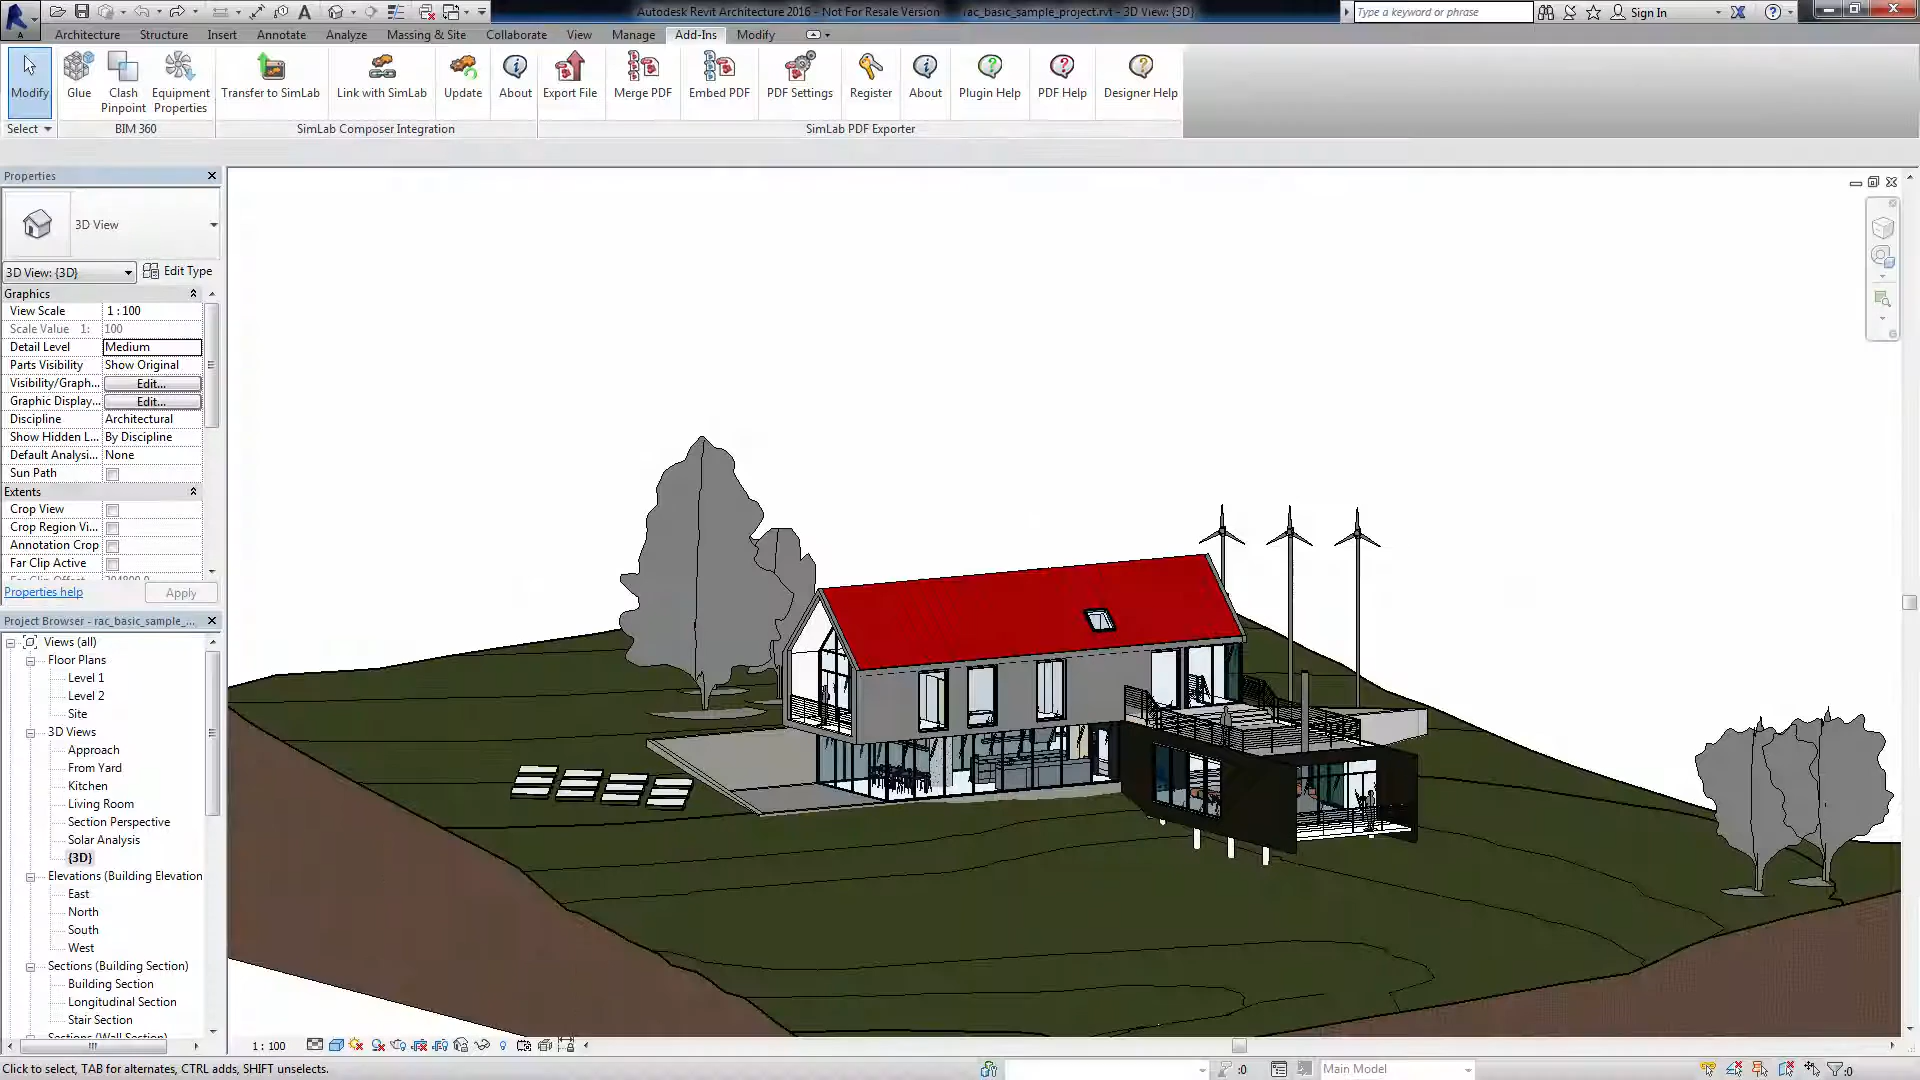 Autodesk Revit Architecture 2016 - Not For Resale Version rac_basic_sample_project.rvt - 3D View: {3D}
Type a keyword or phrase
Sign In
Architecture Structure Insert Annotate Analyze Massing & Site Collaborate View Manage Add-Ins Modify
Modify Glue Clash Pinpoint Equipment Properties Transfer to SimLab Link with SimLab Update About Export File Merge PDF Embed PDF PDF Settings Register About Plugin Help PDF Help Designer Help
Select BIM 360 SimLab Composer Integration SimLab PDF Exporter
Properties
3D View
3D View: {3D} Edit Type
Graphics
View Scale 1 : 100
Scale Value 1: 100
Detail Level Medium
Parts Visibility Show Original
Visibility/Graph... Edit...
Graphic Display... Edit...
Discipline Architectural
Show Hidden L... By Discipline
Default Analysi... None
Sun Path
Extents
Crop View
Crop Region Vi...
Annotation Crop
Far Clip Active
Properties help Apply
Project Browser - rac_basic_sample_...
Views (all)
Floor Plans
Level 1
Level 2
Site
3D Views
Approach
From Yard
Kitchen
Living Room
Section Perspective
Solar Analysis
{3D}
Elevations (Building Elevation
East
North
South
West
Sections (Building Section)
Building Section
Longitudinal Section
Stair Section
1 : 100
Click to select, TAB for alternates, CTRL adds, SHIFT unselects.
:0
Main Model
:0